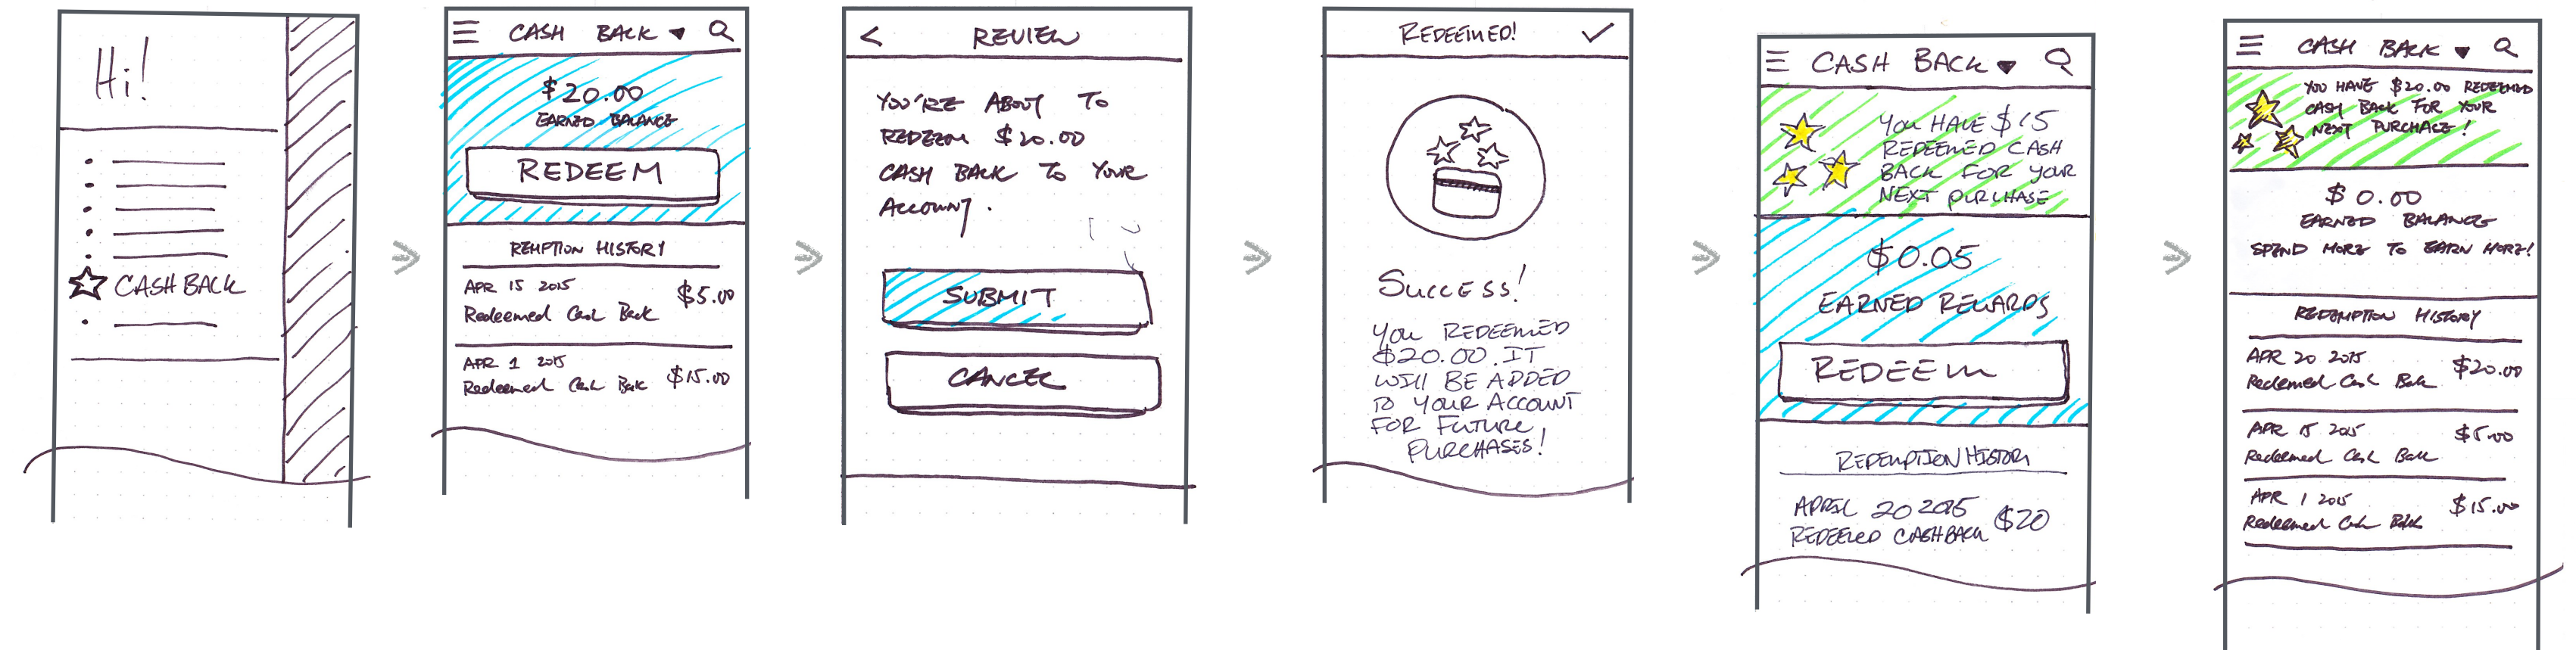 Hi!
CASH BACK
CASH BACK
$20.00
EARNED BALANCE
REDEEM
REMPTION HISTORY
APR 15 2015
Redeemed Cash Back $5.00
APR 1 2015
Redeemed Cash Back $15.00
< REVIEW
YOU'RE ABOUT TO
REDEEM $20.00
CASH BACK TO YOUR
ACCOUNT.
SUBMIT
CANCEL
REDEEMED!
SUCCESS!
YOU REDEEMED
$20.00. IT
WILL BE ADDED
TO YOUR ACCOUNT
FOR FUTURE
PURCHASES!
CASH BACK
YOU HAVE $15
REDEEMED CASH
BACK FOR YOUR
NEXT PURCHASE
$0.05
EARNED REWARDS
REDEEM
REDEMPTION HISTORY
APRIL 20 2015
REDEEMED CASHBACK $20
CASH BACK
YOU HAVE $20.00 REDEEMED
CASH BACK FOR YOUR
NEXT PURCHASE!
$0.00
EARNED BALANCE
SPEND MORE TO EARN MORE!
REDEMPTION HISTORY
APR 20 2015
Redeemed Cash Back $20.00
APR 15 2015
Redeemed Cash Back $5.00
APR 1 2015
Redeemed Cash Back $15.00